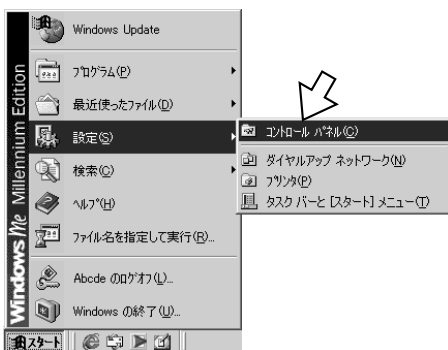 Windows Update
ﾌﾟﾛｸﾞﾗﾑ(P)
最近使ったﾌｧｲﾙ(D)
設定(S)
検索(C)
ﾍﾙﾌﾟ(H)
ﾌｧｲﾙ名を指定して実行(R)...
Abcde のﾛｸﾞｵﾌ(L)...
Windows の終了(U)...
ｺﾝﾄﾛｰﾙ ﾊﾟﾈﾙ(C)
ダイヤルアップ ネットワーク(N)
ﾌﾟﾘﾝﾀ(P)
タスク バーと [スタート] メニュー(T)
Windows Me Millennium Edition
スタート